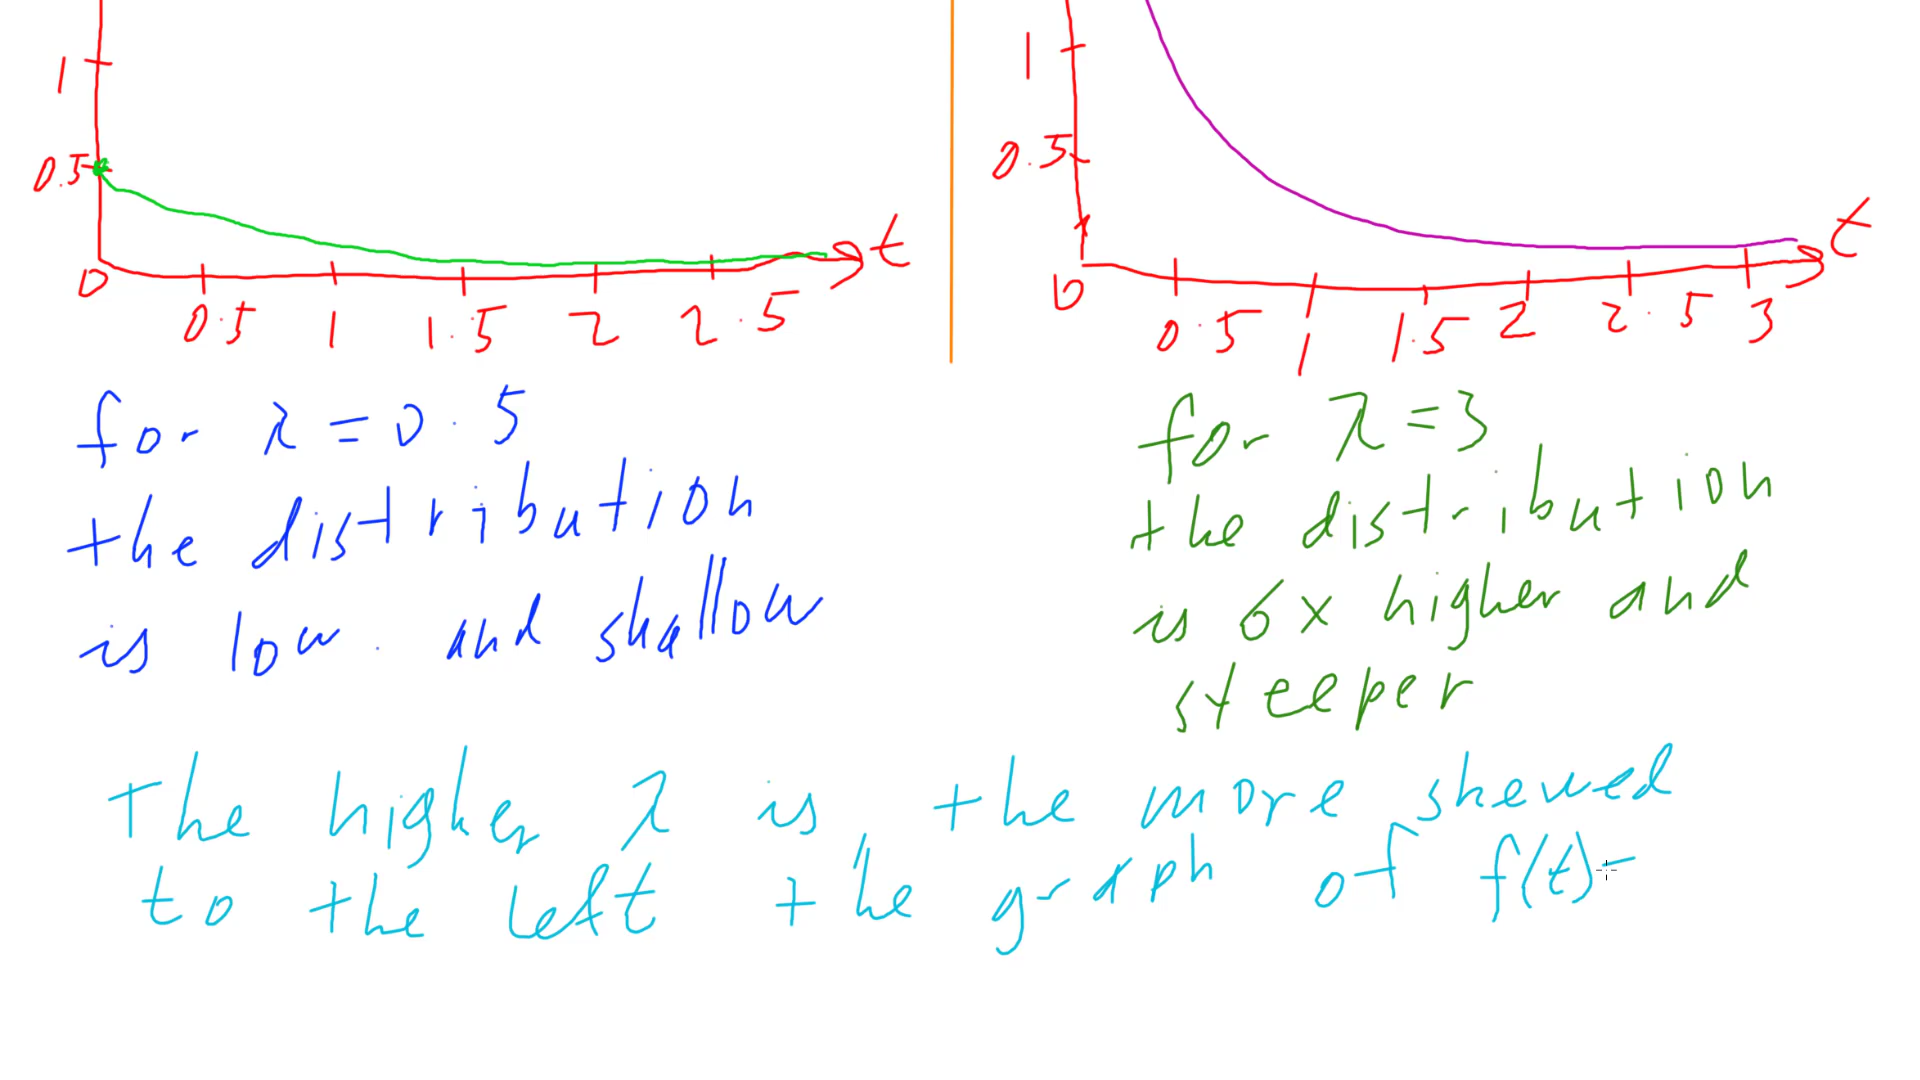 1
0.5
0
0.5 1 1.5 2 2.5
t
1
0.5
0
0.5 1 1.5 2 2.5 3
t
for λ = 0.5
the distribution
is low and shallow
for λ = 3
the distribution
is 6x higher and
steeper
The higher λ is, the more skewed
to the left the graph of f(t)=